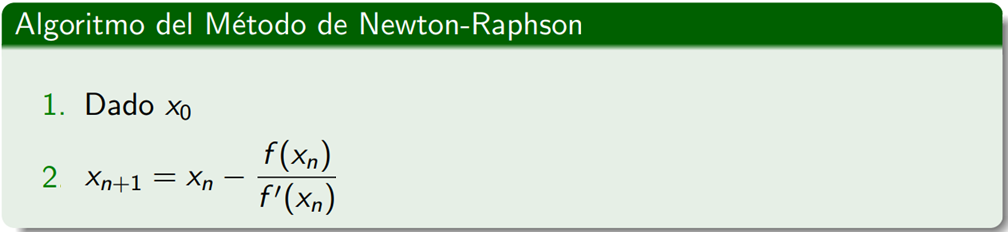 Algoritmo del Método de Newton-Raphson
1. Dado x₀
2. xₙ₊₁ = xₙ − f(xₙ) / f′(xₙ)